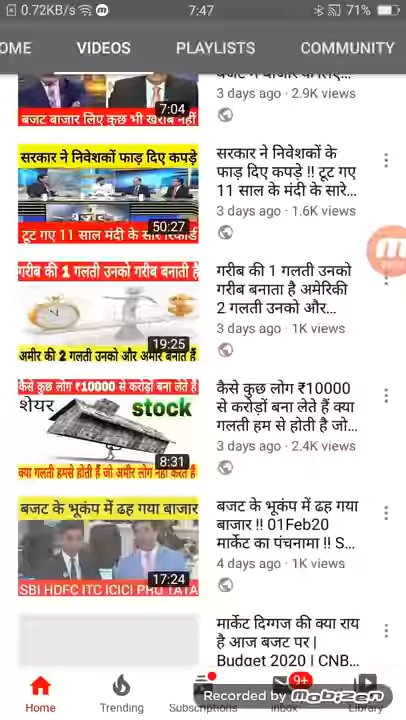 0.72KB/s
7:47
71%
OME
VIDEOS
PLAYLISTS
COMMUNITY
7:04
बजट बाजार लिए कुछ भी खराब नहीं
3 days ago · 2.9K views
सरकार ने निवेशकों फाड़ दिए कपड़े
50:27
टूट गए 11 साल मंदी के सारे रिकॉर्ड
सरकार ने निवेशकों के
फाड़ दिए कपड़े !! टूट गए
11 साल के मंदी के सारे...
3 days ago · 1.6K views
गरीब की 1 गलती उनको गरीब बनाती है
19:25
अमीर की 2 गलती उनको और अमीर बनाते हैं
गरीब की 1 गलती उनको
गरीब बनाता है अमेरिकी
2 गलती उनको और...
3 days ago · 1K views
कैसे कुछ लोग ₹10000 से करोड़ों बना लेते हैं
शेयर
stock
8:31
क्या गलती हमसे होती हैं जो अमीर लोग नहीं करते हैं
कैसे कुछ लोग ₹10000
से करोड़ों बना लेते हैं क्या
गलती हम से होती है जो...
3 days ago · 2.4K views
बजट के भूकंप में ढह गया बाजार
17:24
SBI HDFC ITC ICICI PHU TATA
बजट के भूकंप में ढह गया
बाजार !! 01Feb20
मार्केट का पंचनामा !! S...
4 days ago · 1K views
मार्केट दिग्गज की क्या राय
है आज बजट पर |
Budget 2020 | CNB...
9+
Home
Trending
Subscriptions
Inbox
Library
Recorded by mobizen